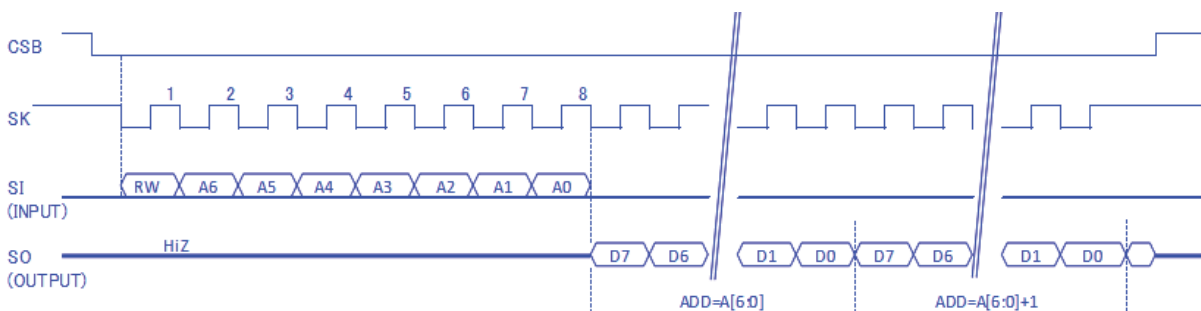 CSB
1 2 3 4 5 6 7 8
SK
SI RW A6 A5 A4 A3 A2 A1 A0
(INPUT)
HiZ
SO D7 D6 D1 D0 D7 D6 D1 D0
(OUTPUT)
ADD=A[6:0] ADD=A[6:0]+1